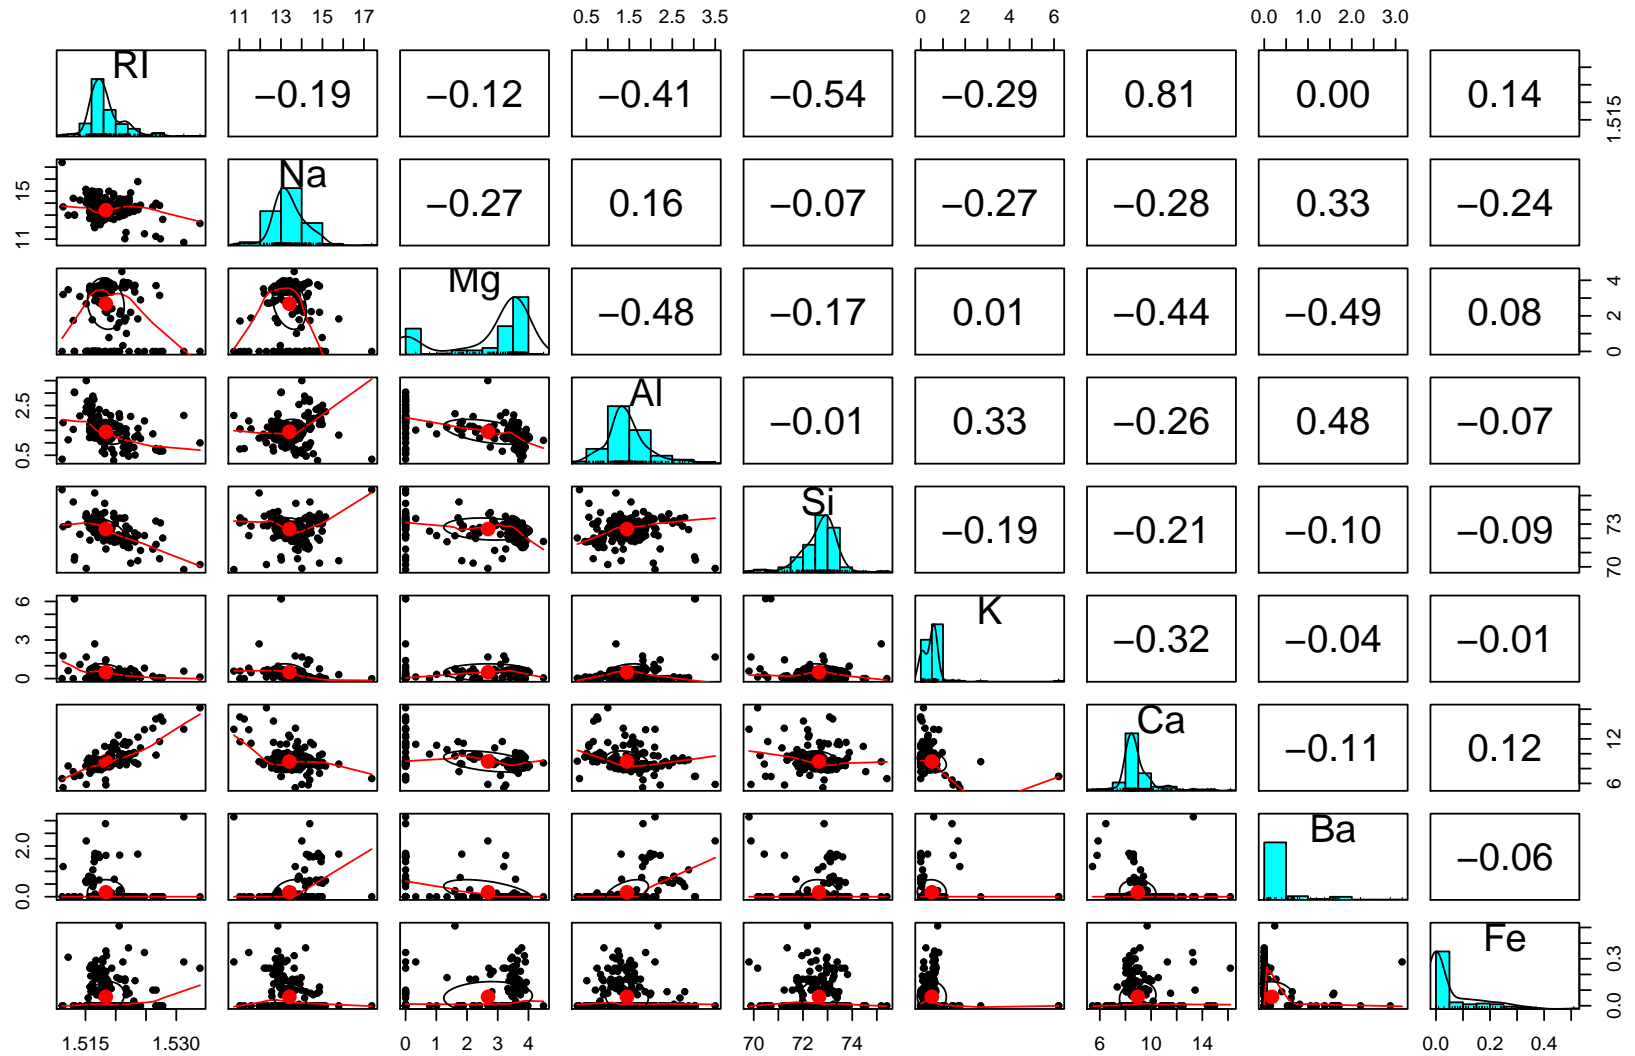 11 13 15 17 0.5 1.5 2.5 3.5 0 2 4 6 0.0 1.0 2.0 3.0
RI −0.19 −0.12 −0.41 −0.54 −0.29 0.81 0.00 0.14 1.515
11 15 Na −0.27 0.16 −0.07 −0.27 −0.28 0.33 −0.24
Mg −0.48 −0.17 0.01 −0.44 −0.49 0.08 0 2 4
0.5 2.5 Al −0.01 0.33 −0.26 0.48 −0.07
Si −0.19 −0.21 −0.10 −0.09 70 73
0 3 6 K −0.32 −0.04 −0.01
Ca −0.11 0.12 6 12
0.0 2.0 Ba −0.06
Fe 0.0 0.3
1.515 1.530 0 1 2 3 4 70 72 74 6 10 14 0.0 0.2 0.4